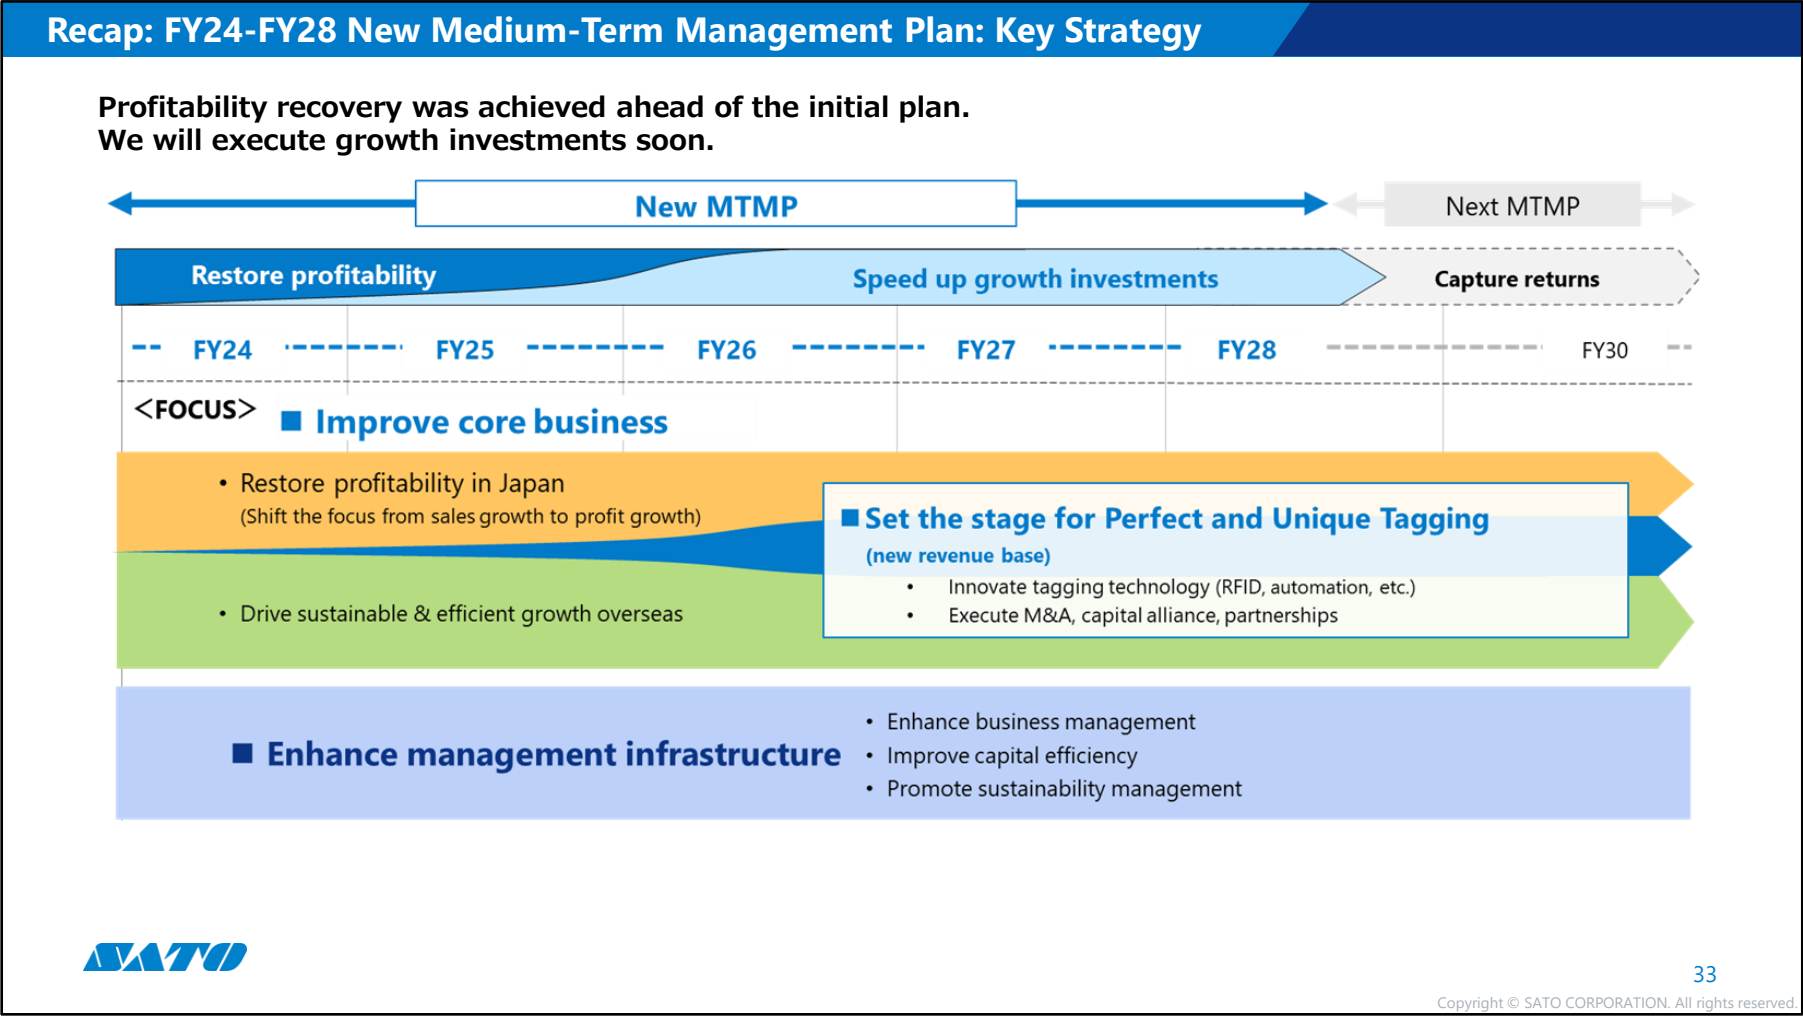 Recap: FY24-FY28 New Medium-Term Management Plan: Key Strategy
Profitability recovery was achieved ahead of the initial plan.
We will execute growth investments soon.
New MTMP
Next MTMP
Restore profitability
Speed up growth investments
Capture returns
FY24
FY25
FY26
FY27
FY28
FY30
<FOCUS>
■ Improve core business
• Restore profitability in Japan
(Shift the focus from sales growth to profit growth)
■ Set the stage for Perfect and Unique Tagging
(new revenue base)
• Innovate tagging technology (RFID, automation, etc.)
• Execute M&A, capital alliance, partnerships
• Drive sustainable & efficient growth overseas
■ Enhance management infrastructure
• Enhance business management
• Improve capital efficiency
• Promote sustainability management
SATO
33
Copyright © SATO CORPORATION. All rights reserved.